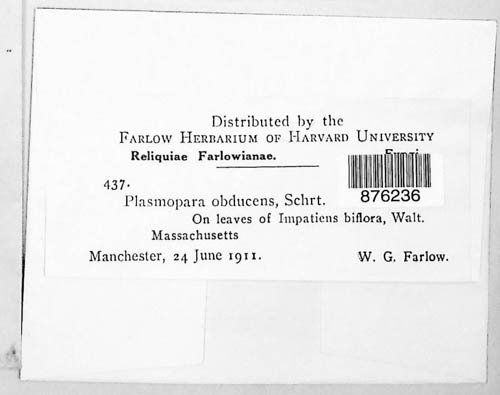 Distributed by the
FARLOW HERBARIUM OF HARVARD UNIVERSITY
Reliquiae Farlowianae.
437.
876236
Plasmopara obducens, Schrt.
On leaves of Impatiens biflora, Walt.
Massachusetts
Manchester, 24 June 1911. W. G. Farlow.